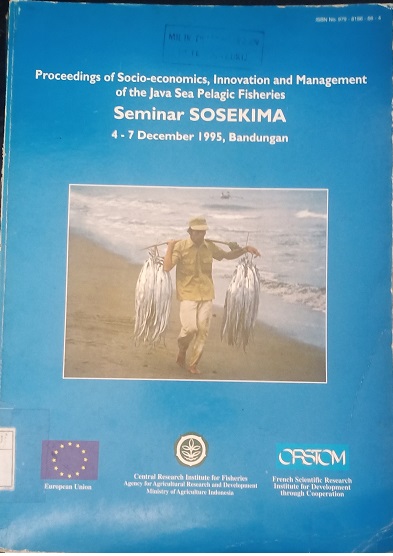 Proceedings of Socio-economics, Innovation and Management
of the Java Sea Pelagic Fisheries
Seminar SOSEKIMA
4 - 7 December 1995, Bandungan
European Union
Central Research Institute for Fisheries
Agency for Agricultural Research and Development
Ministry of Agriculture Indonesia
ORSTOM
French Scientific Research
Institute for Development
through Cooperation